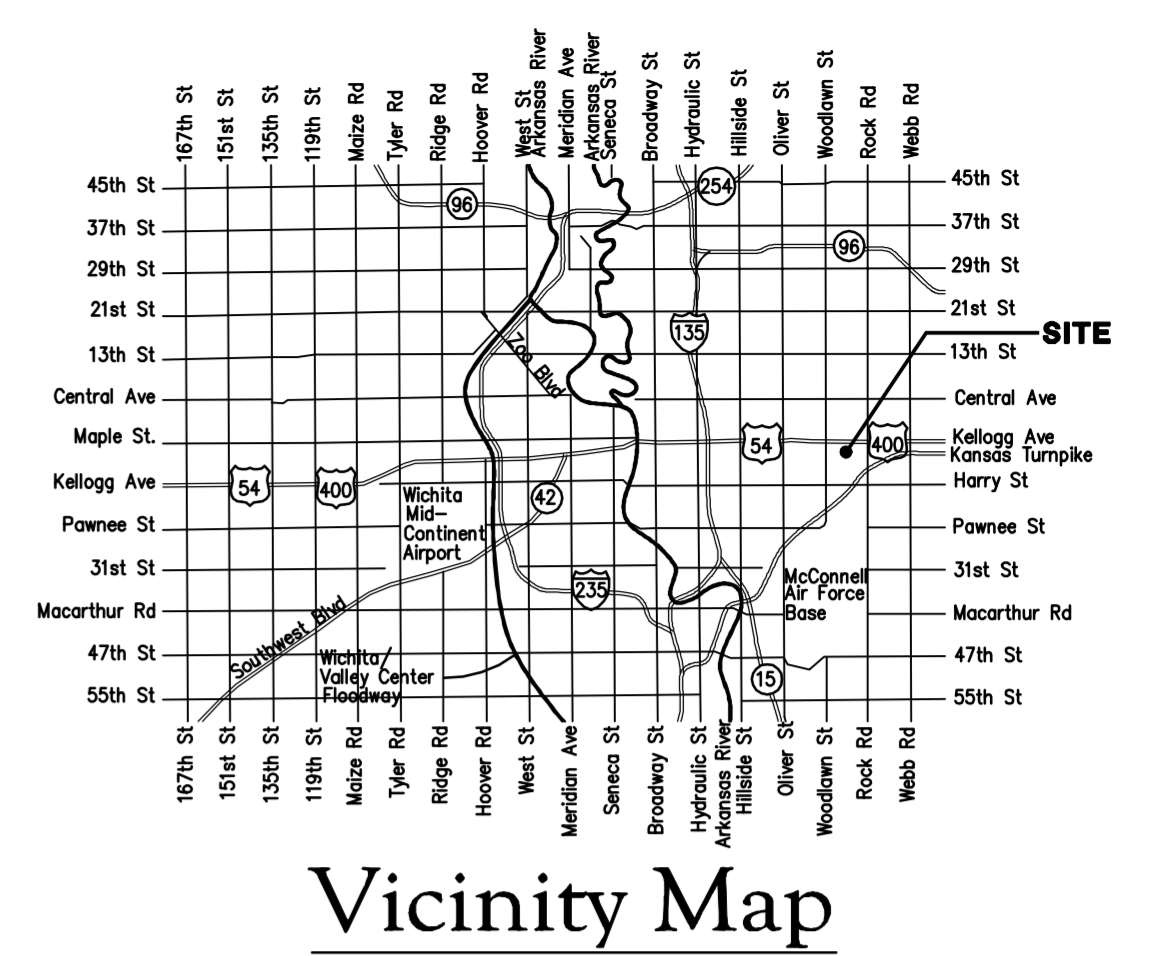 167th St
151st St
135th St
119th St
Maize Rd
Tyler Rd
Ridge Rd
Hoover Rd
West St
Arkansas River
Meridian Ave
Arkansas River
Seneca St
Broadway St
Hydraulic St
Hillside St
Oliver St
Woodlawn St
Rock Rd
Webb Rd
45th St
254
45th St
96
37th St
37th St
96
29th St
29th St
21st St
21st St
135
SITE
13th St
13th St
Zoo Blvd
Central Ave
Central Ave
Maple St.
54
400
Kellogg Ave
Kansas Turnpike
Kellogg Ave
54
400
Harry St
42
Wichita
Mid-
Continent
Airport
Pawnee St
Pawnee St
31st St
31st St
235
McConnell
Air Force
Base
Macarthur Rd
Macarthur Rd
Southwest Blvd
47th St
47th St
Wichita/
Valley Center
Floodway
15
55th St
55th St
167th St
151st St
135th St
119th St
Maize Rd
Tyler Rd
Ridge Rd
Hoover Rd
West St
Meridian Ave
Seneca St
Broadway St
Hydraulic St
Arkansas River
Hillside St
Oliver St
Woodlawn St
Rock Rd
Webb Rd
Vicinity Map